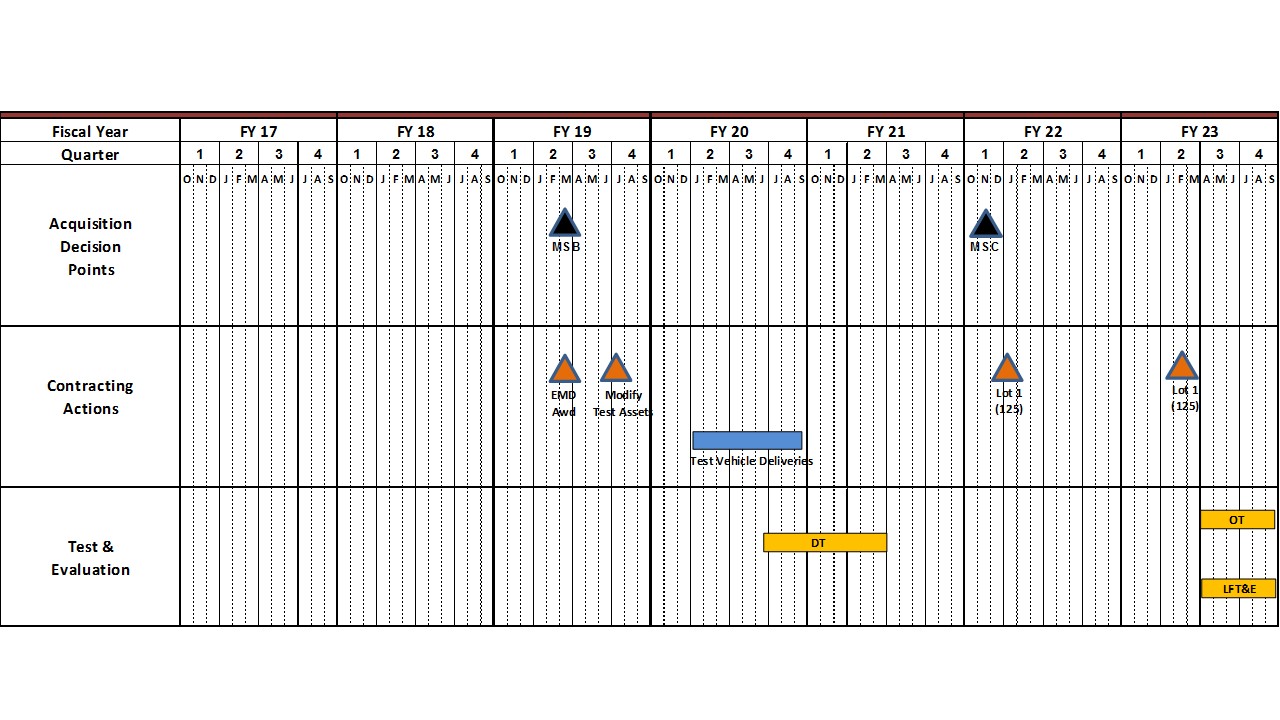 Fiscal Year FY 17 FY 18 FY 19 FY 20 FY 21 FY 22 FY 23
Quarter 1 2 3 4 1 2 3 4 1 2 3 4 1 2 3 4 1 2 3 4 1 2 3 4 1 2 3 4
O N D J F M A M J J A S O N D J F M A M J J A S O N D J F M A M J J A S O N D J F M A M J J A S O N D J F M A M J J A S O N D J F M A M J J A S O N D J F M A M J J A S
Acquisition
Decision
Points
MSB
MSC
Contracting
Actions
EMD
Awd
Modify
Test Assets
Lot 1
(125)
Lot 1
(125)
Test Vehicle Deliveries
Test &
Evaluation
OT
DT
LFT&E